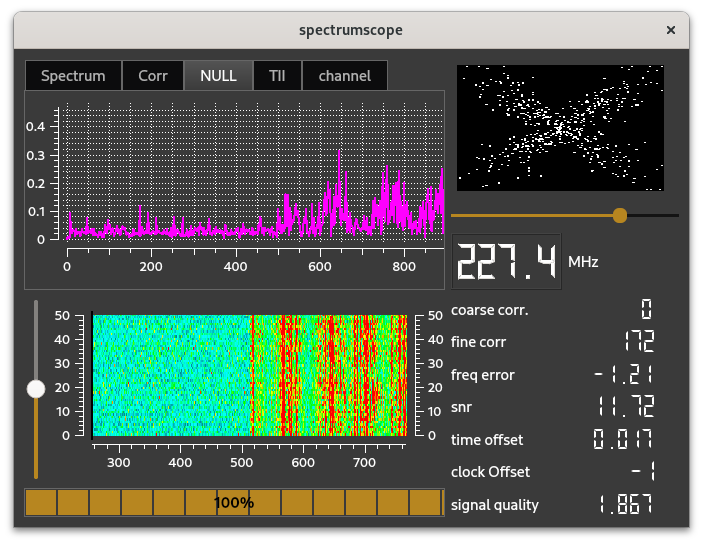 spectrumscope ×
Spectrum Corr NULL TII channel
0.4
0.3
0.2
0.1
0
0 200 400 600 800
227.4 MHz
50 50
40 40
30 30
20 20
10 10
0 0
300 400 500 600 700
100%
coarse corr. 0
fine corr 172
freq error -1.21
snr 11.72
time offset 0.017
clock Offset -1
signal quality 1.867